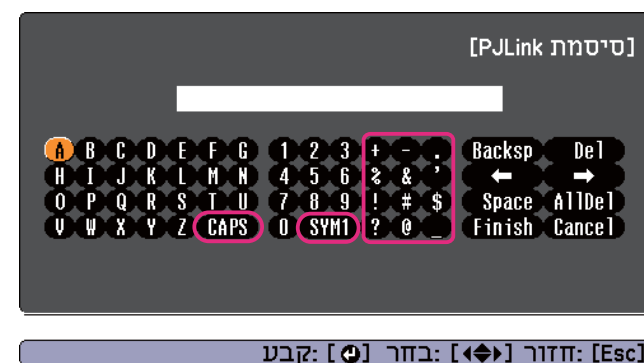 [סיסמת PJLink]
A B C D E F G 1 2 3 + - . Backsp Del
H I J K L M N 4 5 6 % & ' ← →
O P Q R S T U 7 8 9 ! # $ Space AllDel
V W X Y Z CAPS 0 SYM1 ? @ _ Finish Cancel
[Esc] :חזור [◄♦►] :בחר [↵] :קבע